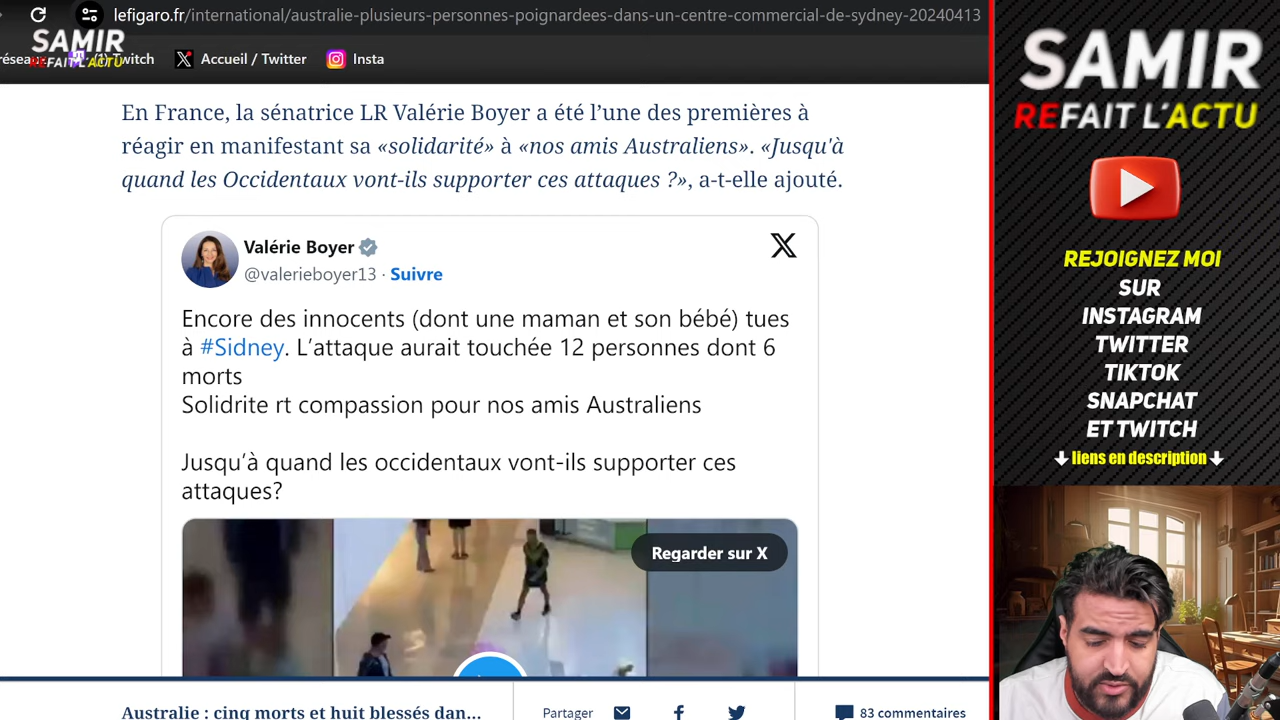 lefigaro.fr/international/australie-plusieurs-personnes-poignardees-dans-un-centre-commercial-de-sydney-20240413
SAMIR
REFAIT L'ACTU
(1) Twitch
Accueil / Twitter
Insta
En France, la sénatrice LR Valérie Boyer a été l’une des premières à
réagir en manifestant sa «solidarité» à «nos amis Australiens». «Jusqu'à
quand les Occidentaux vont-ils supporter ces attaques ?», a-t-elle ajouté.
Valérie Boyer
@valerieboyer13 · Suivre
Encore des innocents (dont une maman et son bébé) tues
à #Sidney. L’attaque aurait touchée 12 personnes dont 6
morts
Solidrite rt compassion pour nos amis Australiens
Jusqu’à quand les occidentaux vont-ils supporter ces
attaques?
Regarder sur X
Australie : cinq morts et huit blessés dan...
Partager
83 commentaires
SAMIR
REFAIT L'ACTU
REJOIGNEZ MOI
SUR
INSTAGRAM
TWITTER
TIKTOK
SNAPCHAT
ET TWITCH
liens en description